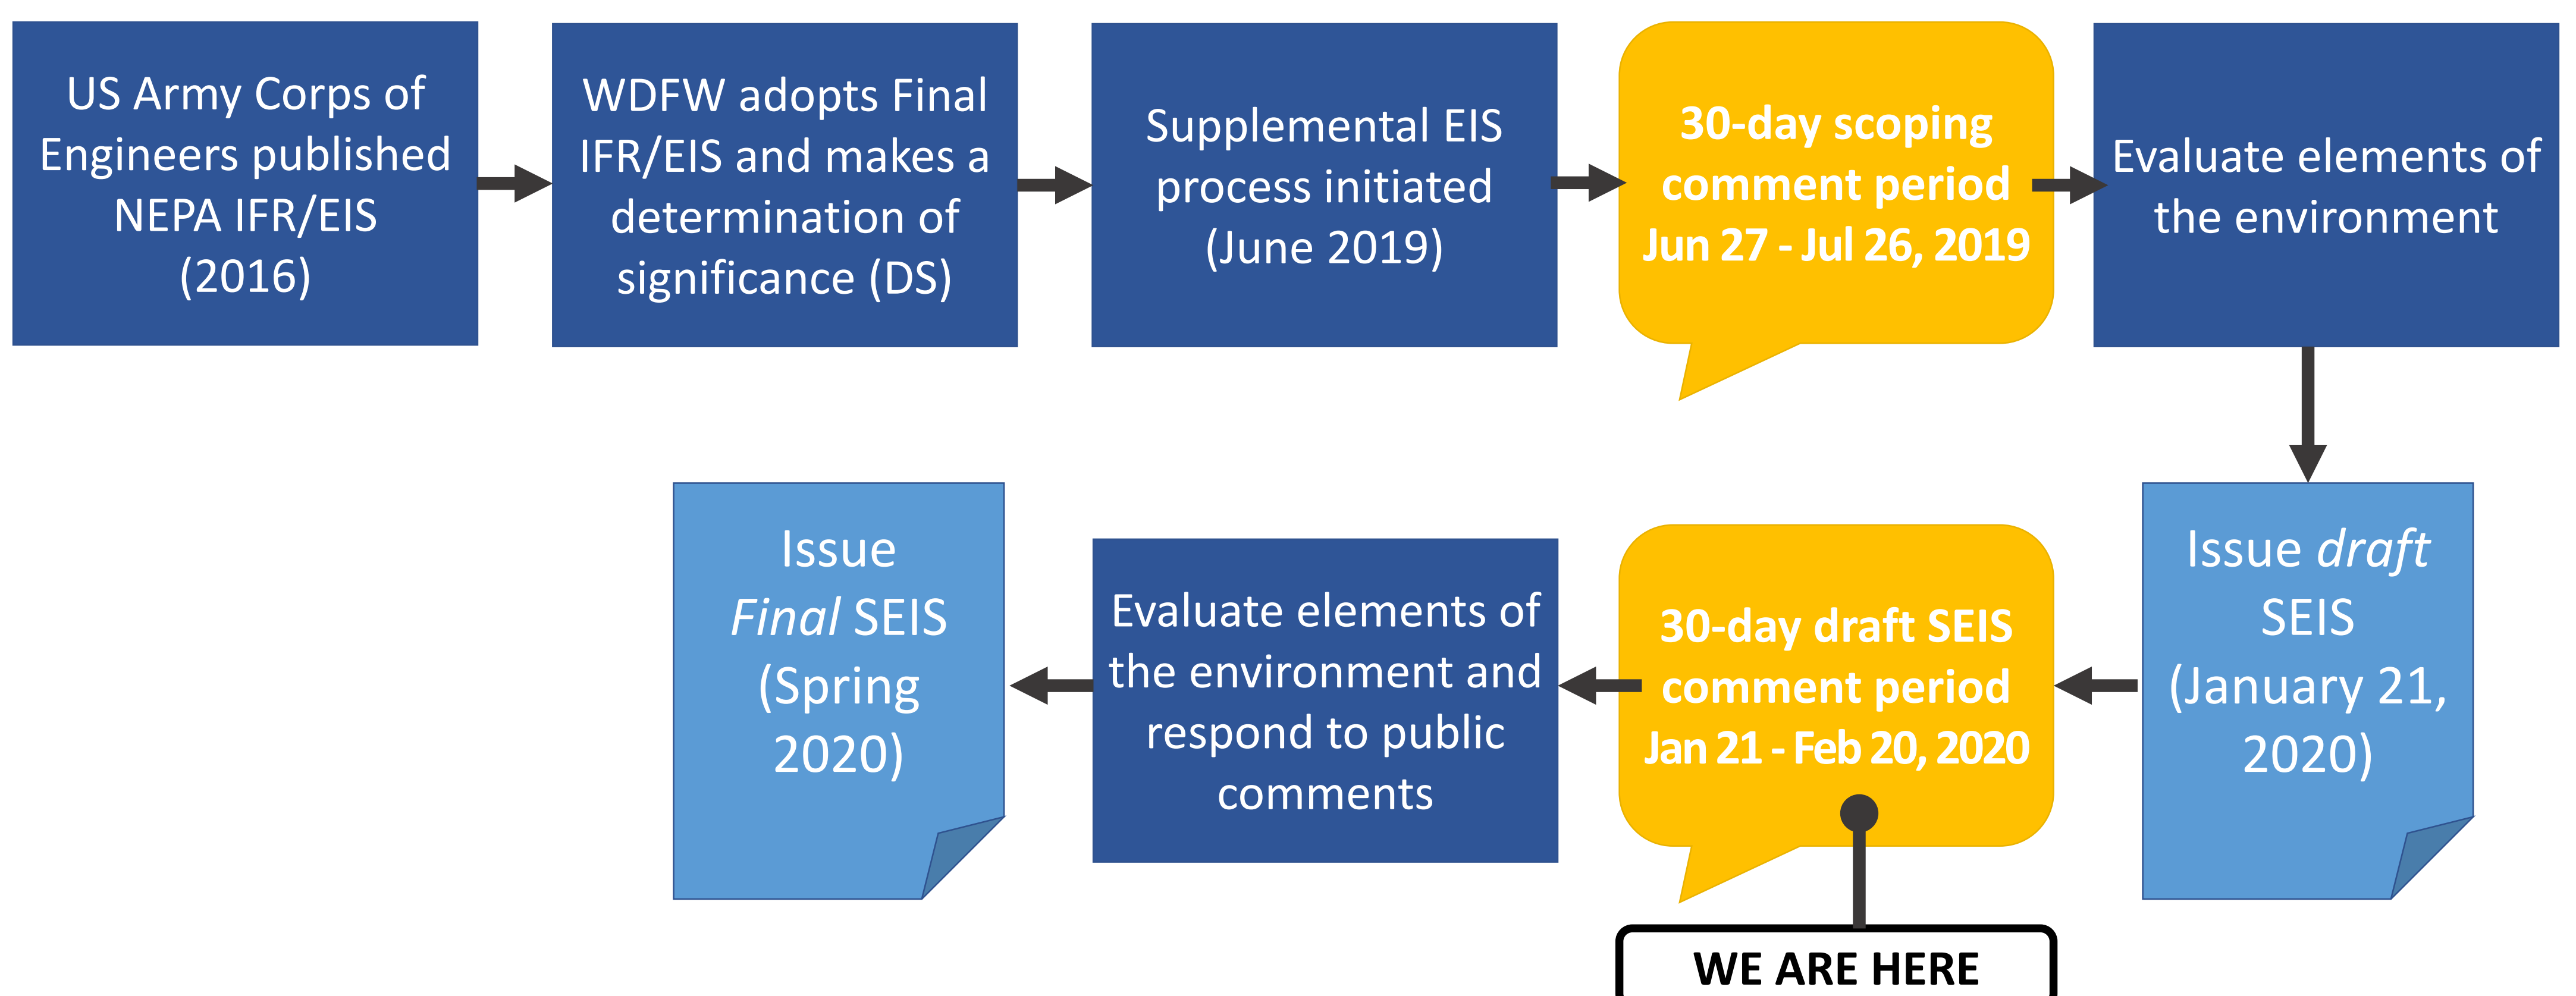 US Army Corps of
Engineers published
NEPA IFR/EIS
(2016)
WDFW adopts Final
IFR/EIS and makes a
determination of
significance (DS)
Supplemental EIS
process initiated
(June 2019)
30-day scoping
comment period
Jun 27 - Jul 26, 2019
Evaluate elements of
the environment
Issue draft
SEIS
(January 21,
2020)
30-day draft SEIS
comment period
Jan 21 - Feb 20, 2020
Evaluate elements of
the environment and
respond to public
comments
Issue
Final SEIS
(Spring
2020)
WE ARE HERE